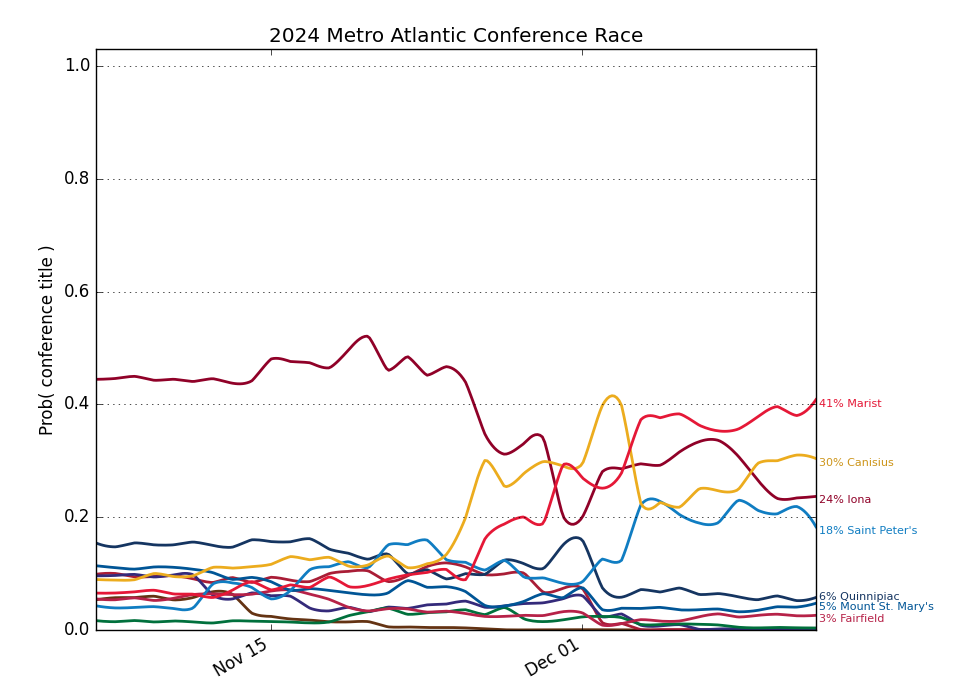 2024 Metro Atlantic Conference Race
1.0
0.8
0.6
0.4
0.2
0.0
Prob( conference title )
Nov 15
Dec 01
41% Marist
30% Canisius
24% Iona
18% Saint Peter's
6% Quinnipiac
5% Mount St. Mary's
3% Fairfield